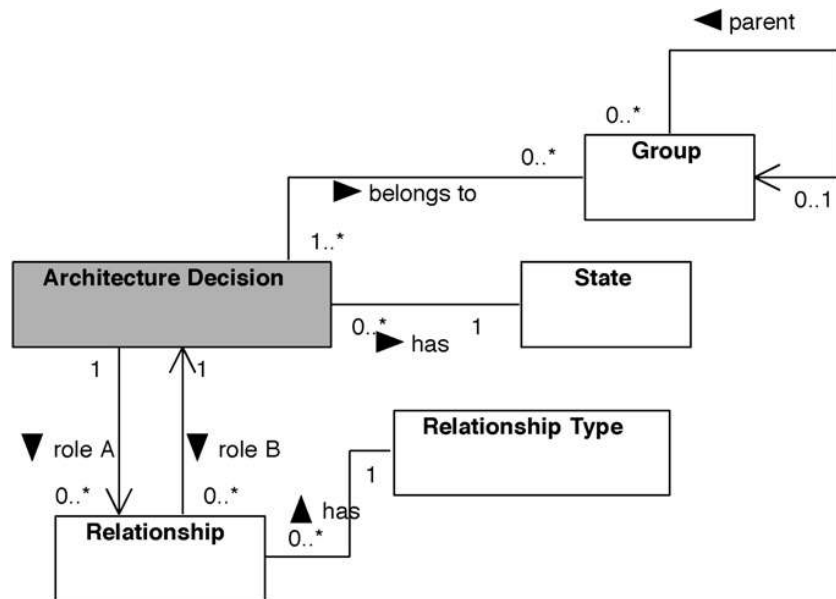 ◀ parent
0..*
0..*
Group
▶ belongs to
0..1
1..*
Architecture Decision
State
0..*
1
▶ has
1
1
Relationship Type
▼ role A
▼ role B
1
0..*
0..*
▲ has
0..*
Relationship